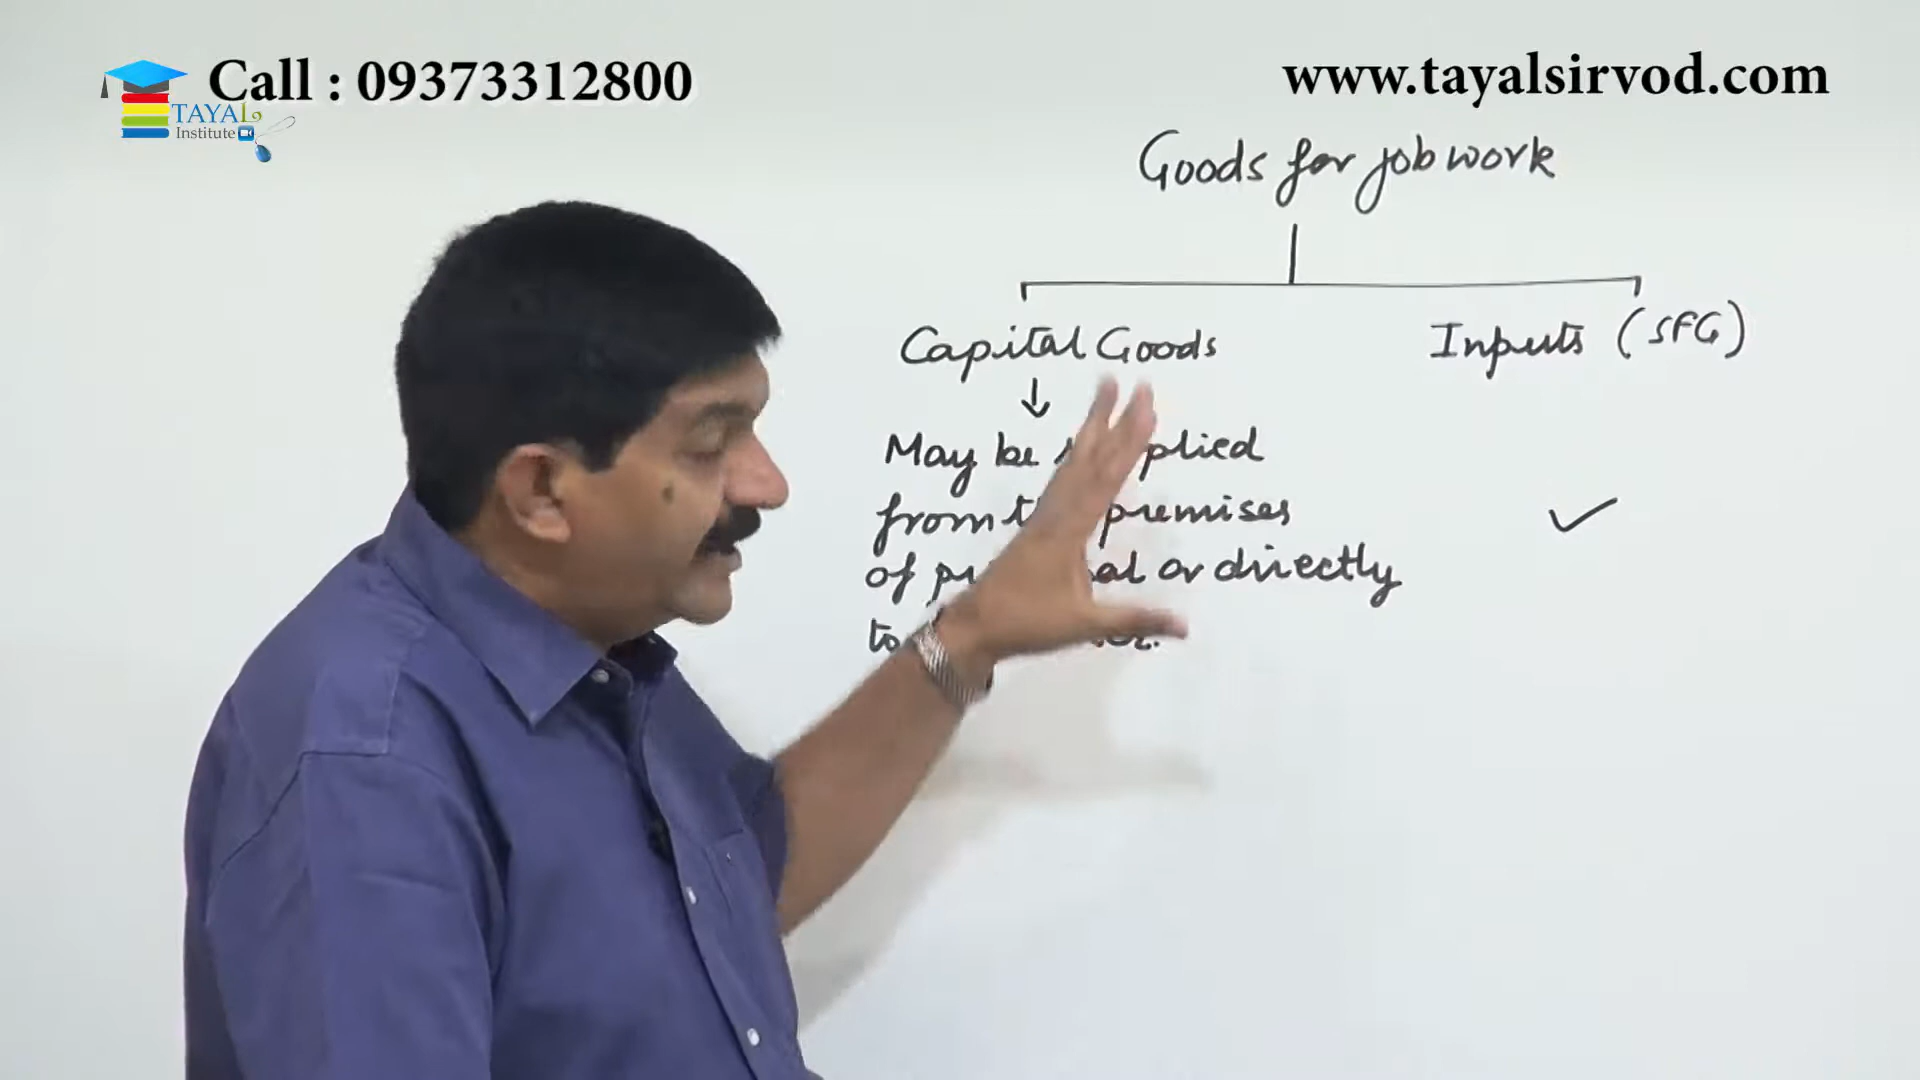 Call : 09373312800
www.tayalsirvod.com
TAYAL
Institute
Goods for job work
Capital Goods
Inputs (SFG)
May be
from premises
of or directly
to